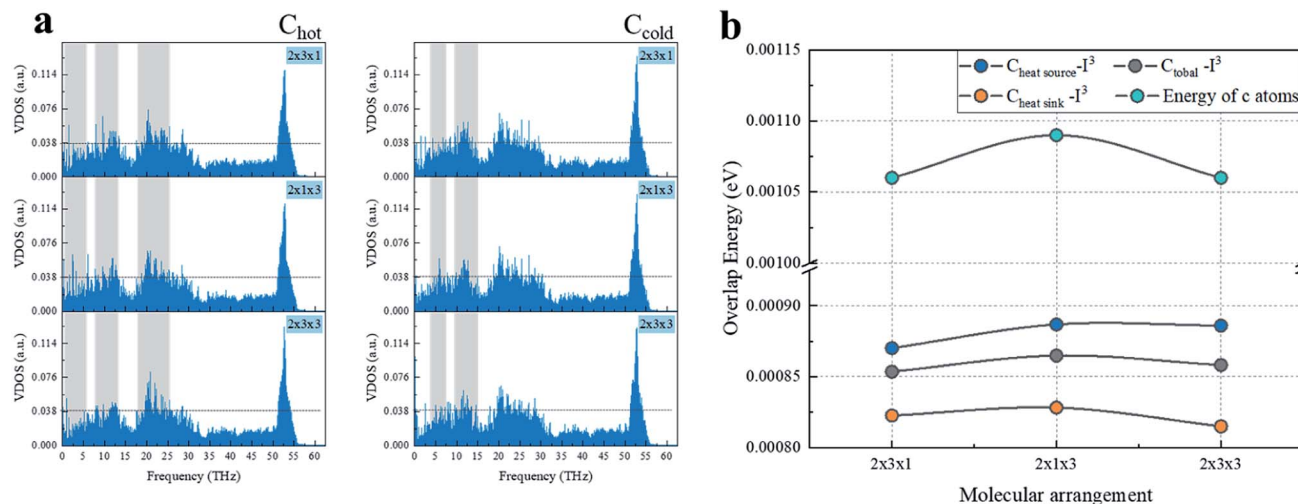 a
C_hot
C_cold
2x3x1
2x3x1
VDOS (a.u.)
0.114
0.076
0.038
0.000
VDOS (a.u.)
0.114
0.076
0.038
0.000
2x1x3
2x1x3
VDOS (a.u.)
0.114
0.076
0.038
0.000
VDOS (a.u.)
0.114
0.076
0.038
0.000
2x3x3
2x3x3
VDOS (a.u.)
0.114
0.076
0.038
0.000
VDOS (a.u.)
0.114
0.076
0.038
0.000
0 5 10 15 20 25 30 35 40 45 50 55 60
0 5 10 15 20 25 30 35 40 45 50 55 60
Frequency (THz)
Frequency (THz)
b
C_heat source -I³
C_tobal -I³
C_heat sink -I³
Energy of c atoms
Overlap Energy (eV)
0.00115
0.00110
0.00105
0.00100
0.00090
0.00085
0.00080
2x3x1 2x1x3 2x3x3
Molecular arrangement